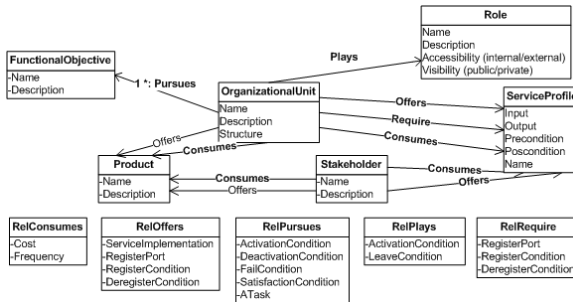 Role
Name
Description
Accessibility (internal/external)
Visibility (public/private)
FunctionalObjective
-Name
-Description
Plays
1 *: Pursues
OrganizationalUnit
Name
Description
Structure
Offers
Require
Consumes
ServiceProfile
Input
Output
Precondition
Poscondition
Name
Offers
Consumes
Product
-Name
-Description
Stakeholder
-Name
-Description
Consumes
Offers
Consumes
Offers
RelConsumes
-Cost
-Frequency
RelOffers
-ServiceImplementation
-RegisterPort
-RegisterCondition
-DeregisterCondition
RelPursues
-ActivationCondition
-DeactivationCondition
-FailCondition
-SatisfactionCondition
-ATask
RelPlays
-ActivationCondition
-LeaveCondition
RelRequire
-RegisterPort
-RegisterCondition
-DeregisterCondition